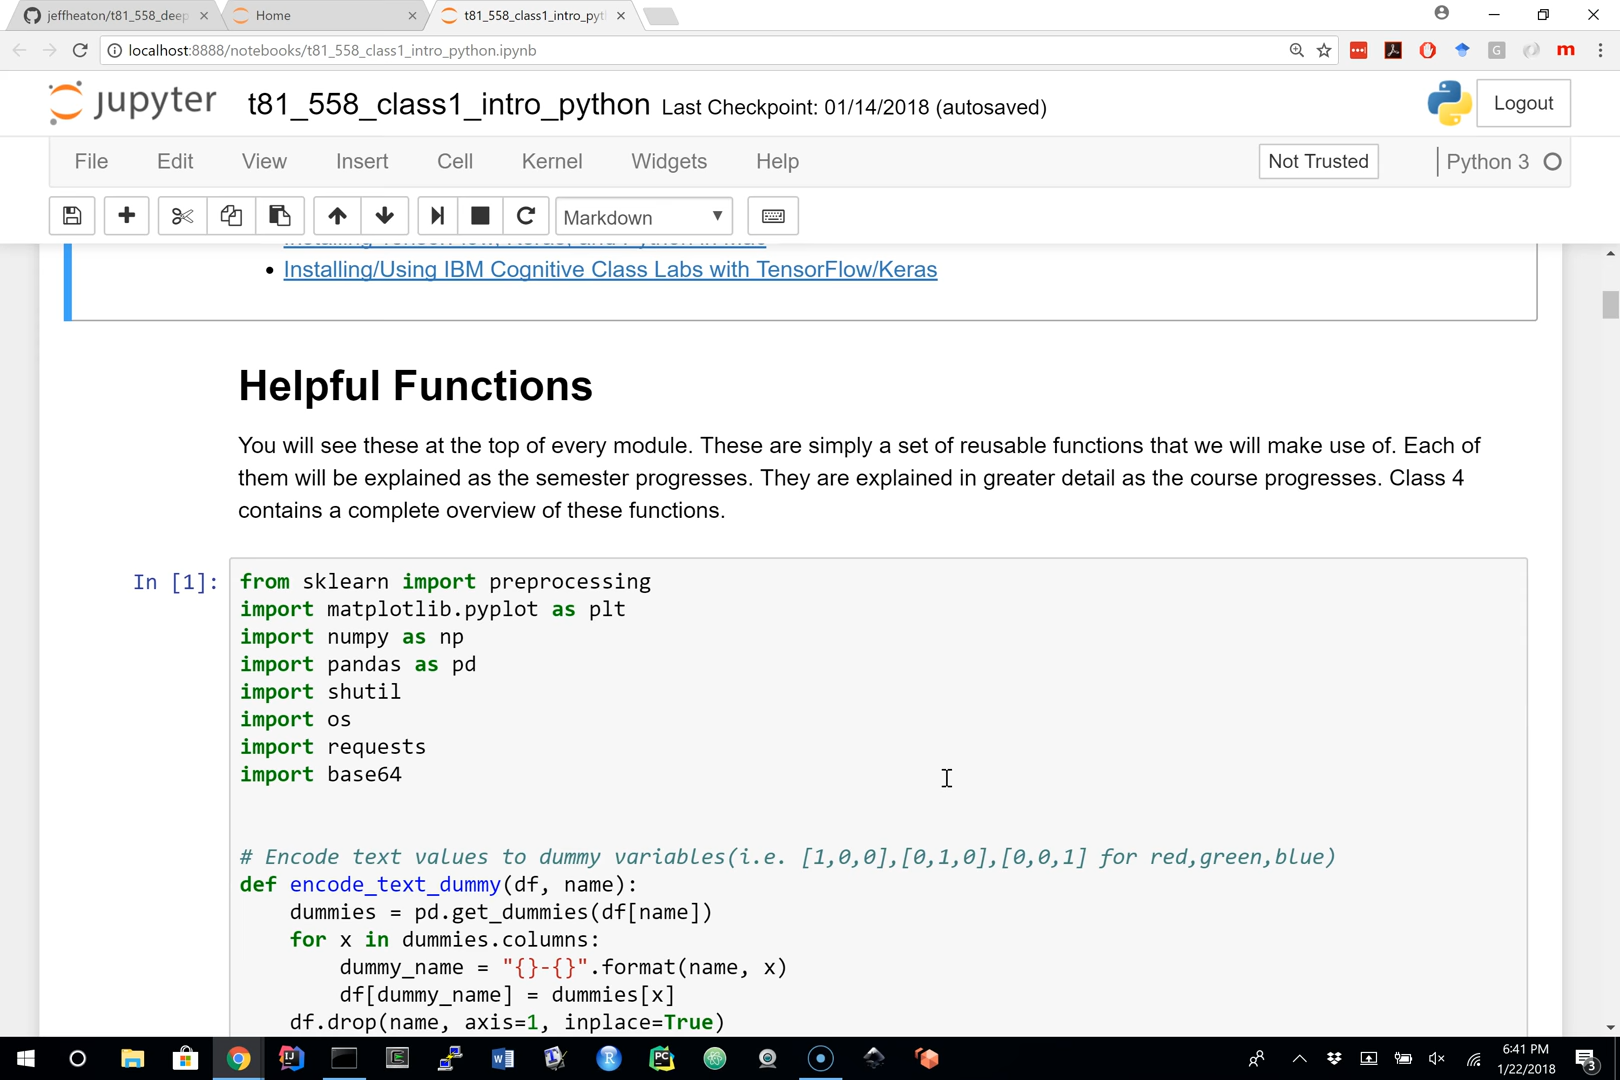 jeffheaton/t81_558_deep
Home
t81_558_class1_intro_pyt
localhost:8888/notebooks/t81_558_class1_intro_python.ipynb
jupyter
t81_558_class1_intro_python Last Checkpoint: 01/14/2018 (autosaved)
Logout
File Edit View Insert Cell Kernel Widgets Help
Not Trusted
Python 3
Markdown
Installing/Using IBM Cognitive Class Labs with TensorFlow/Keras
Helpful Functions
You will see these at the top of every module. These are simply a set of reusable functions that we will make use of. Each of
them will be explained as the semester progresses. They are explained in greater detail as the course progresses. Class 4
contains a complete overview of these functions.
In [1]:
from sklearn import preprocessing
import matplotlib.pyplot as plt
import numpy as np
import pandas as pd
import shutil
import os
import requests
import base64
# Encode text values to dummy variables(i.e. [1,0,0],[0,1,0],[0,0,1] for red,green,blue)
def encode_text_dummy(df, name):
dummies = pd.get_dummies(df[name])
for x in dummies.columns:
dummy_name = "{}-{}".format(name, x)
df[dummy_name] = dummies[x]
df.drop(name, axis=1, inplace=True)
6:41 PM
1/22/2018
3